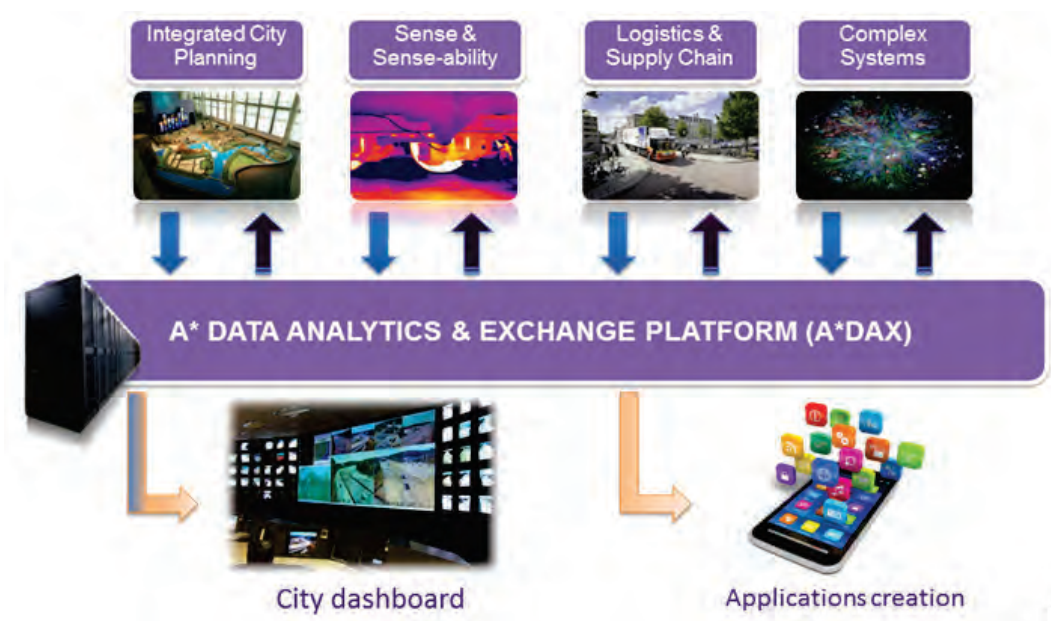 Integrated City
Planning
Sense &
Sense-ability
Logistics &
Supply Chain
Complex
Systems
A* DATA ANALYTICS & EXCHANGE PLATFORM (A*DAX)
City dashboard
Applications creation